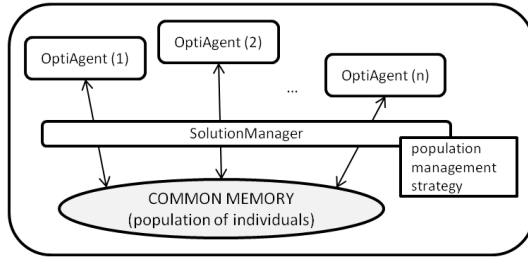 OptiAgent (1)
OptiAgent (2)
OptiAgent (n)
...
SolutionManager
population
management
strategy
COMMON MEMORY
(population of individuals)